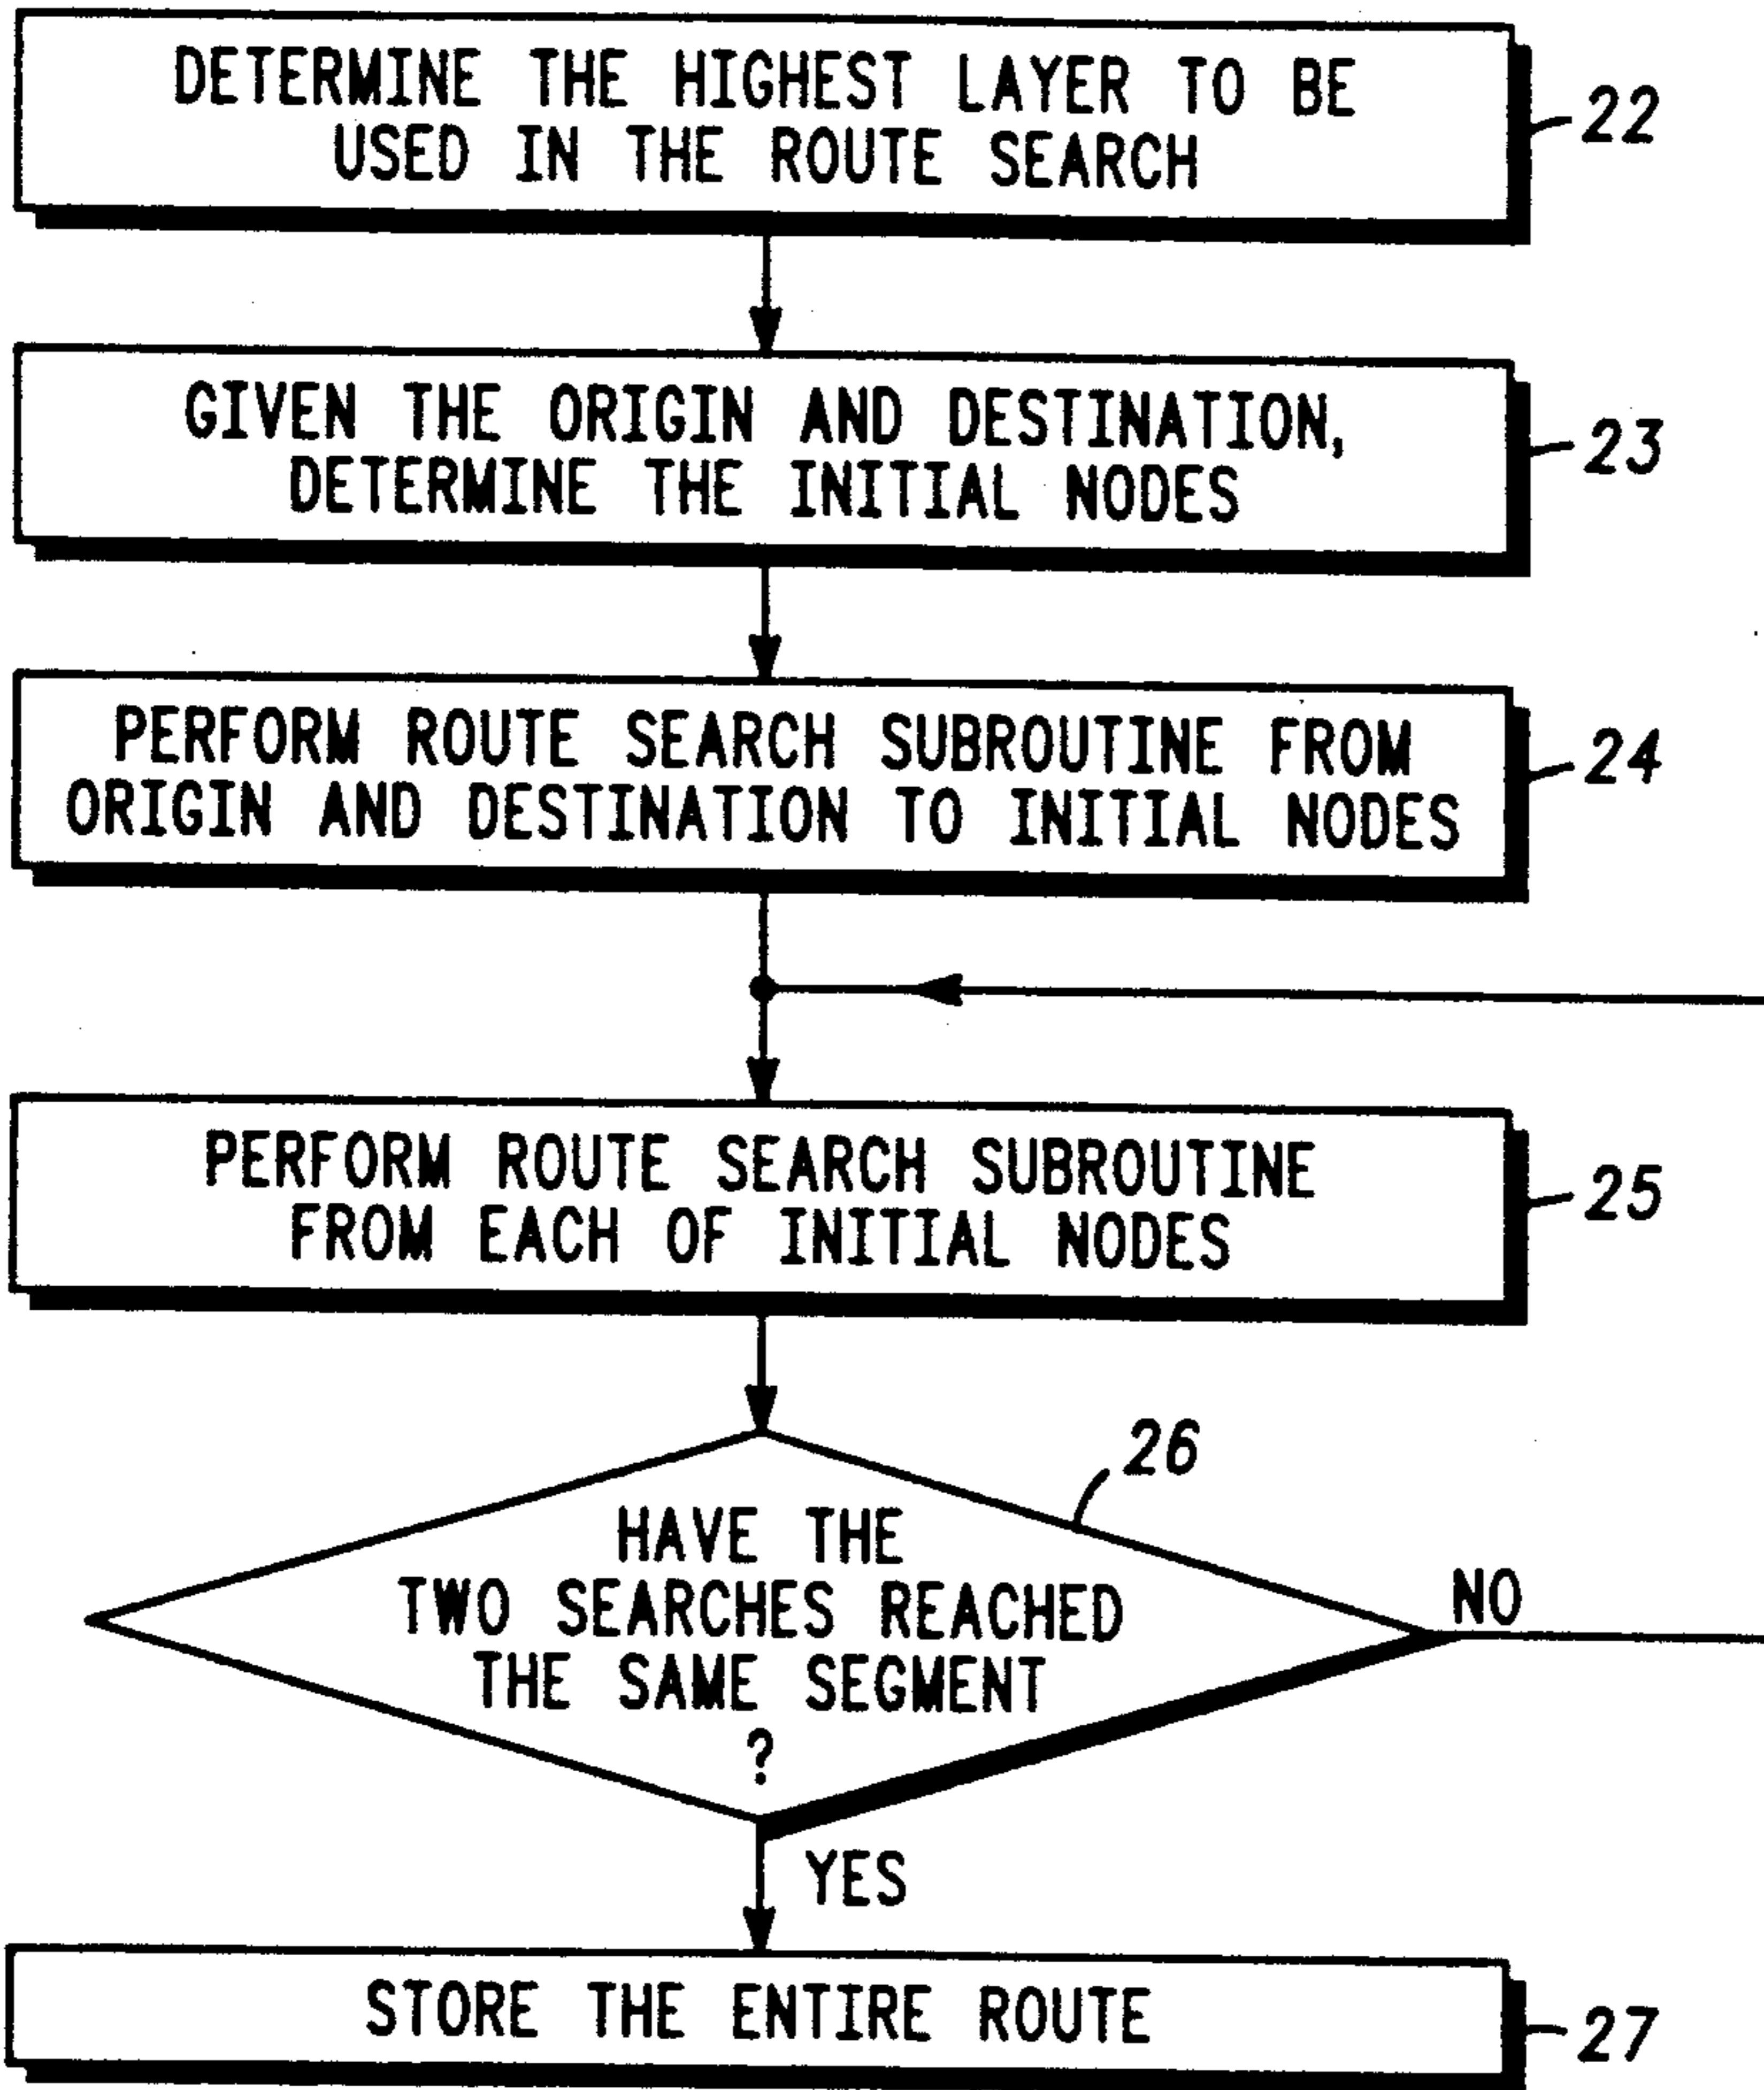 DETERMINE THE HIGHEST LAYER TO BE
USED IN THE ROUTE SEARCH
22
GIVEN THE ORIGIN AND DESTINATION,
DETERMINE THE INITIAL NODES
23
PERFORM ROUTE SEARCH SUBROUTINE FROM
ORIGIN AND DESTINATION TO INITIAL NODES
24
PERFORM ROUTE SEARCH SUBROUTINE
FROM EACH OF INITIAL NODES
25
26
HAVE THE
TWO SEARCHES REACHED
THE SAME SEGMENT
?
NO
YES
STORE THE ENTIRE ROUTE
27